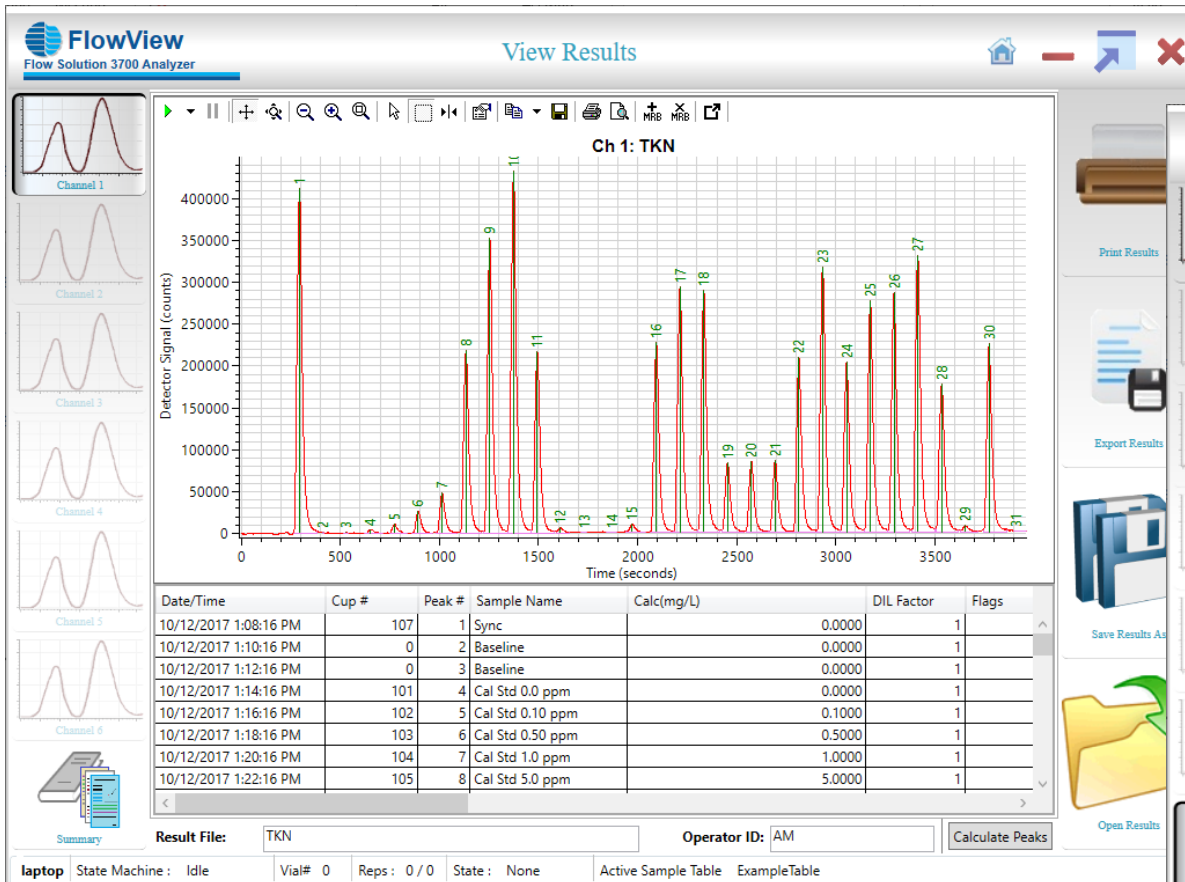 FlowView
Flow Solution 3700 Analyzer
View Results
Channel 1
Channel 2
Channel 3
Channel 4
Channel 5
Channel 6
Summary
MRB MRB
Ch 1: TKN
Detector Signal (counts)
400000
350000
300000
250000
200000
150000
100000
50000
0
1 2 3 4 5 6 7 8 9 10 11 12 13 14 15 16 17 18 19 20 21 22 23 24 25 26 27 28 29 30 31
0 500 1000 1500 2000 2500 3000 3500
Time (seconds)
Date/Time Cup # Peak # Sample Name Calc(mg/L) DIL Factor Flags
10/12/2017 1:08:16 PM 107 1 Sync 0.0000 1
10/12/2017 1:10:16 PM 0 2 Baseline 0.0000 1
10/12/2017 1:12:16 PM 0 3 Baseline 0.0000 1
10/12/2017 1:14:16 PM 101 4 Cal Std 0.0 ppm 0.0000 1
10/12/2017 1:16:16 PM 102 5 Cal Std 0.10 ppm 0.1000 1
10/12/2017 1:18:16 PM 103 6 Cal Std 0.50 ppm 0.5000 1
10/12/2017 1:20:16 PM 104 7 Cal Std 1.0 ppm 1.0000 1
10/12/2017 1:22:16 PM 105 8 Cal Std 5.0 ppm 5.0000 1
Result File: TKN Operator ID: AM Calculate Peaks
Print Results
Export Results
Save Results As
Open Results
laptop State Machine : Idle Vial# 0 Reps : 0 / 0 State : None Active Sample Table ExampleTable